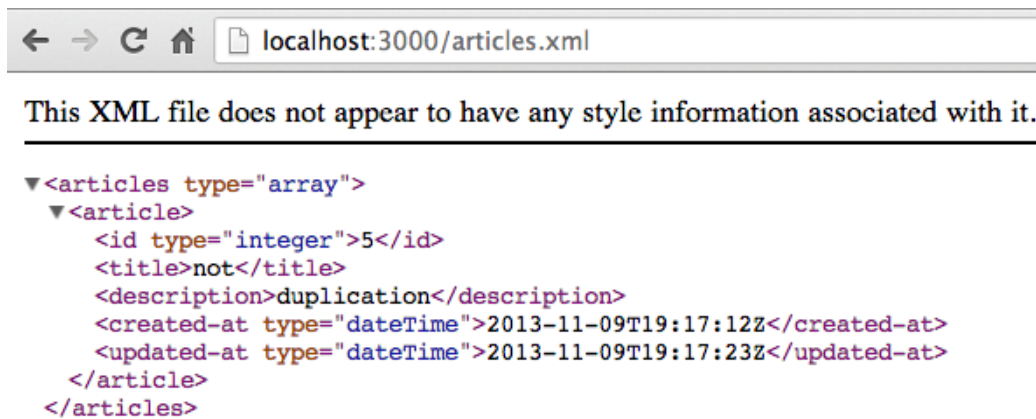 localhost:3000/articles.xml
This XML file does not appear to have any style information associated with it.
▼<articles type="array">
▼<article>
<id type="integer">5</id>
<title>not</title>
<description>duplication</description>
<created-at type="dateTime">2013-11-09T19:17:12Z</created-at>
<updated-at type="dateTime">2013-11-09T19:17:23Z</updated-at>
</article>
</articles>